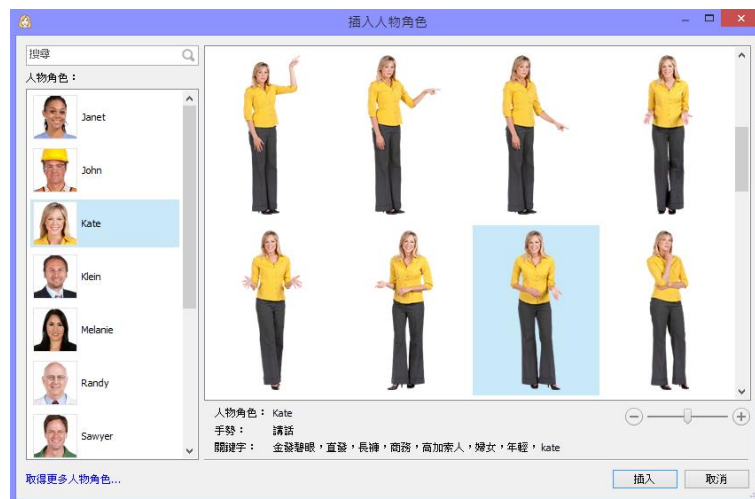 插入人物角色
搜尋
人物角色：
Janet
John
Kate
Klein
Melanie
Randy
Sawyer
人物角色： Kate
手勢： 講話
關鍵字： 金發碧眼，直發，長褲，商務，高加索人，婦女，年輕，kate
取得更多人物角色...
插入
取消